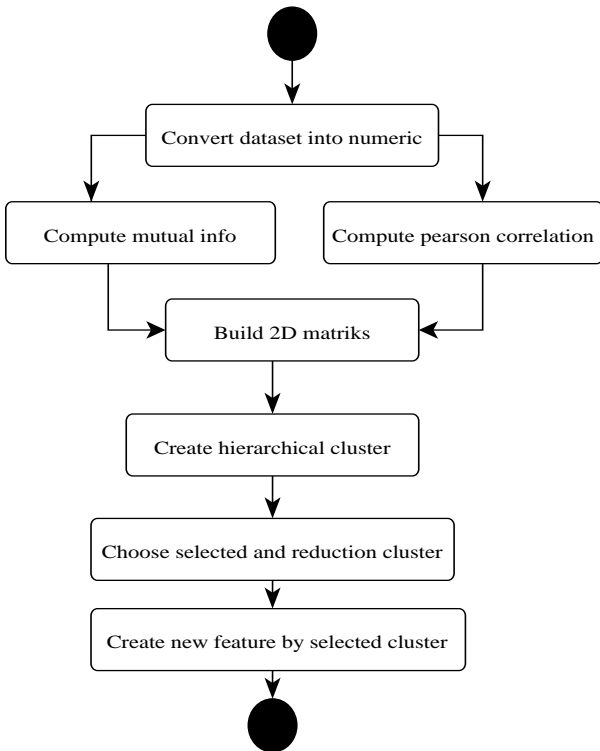 Convert dataset into numeric
Compute mutual info
Compute pearson correlation
Build 2D matriks
Create hierarchical cluster
Choose selected and reduction cluster
Create new feature by selected cluster